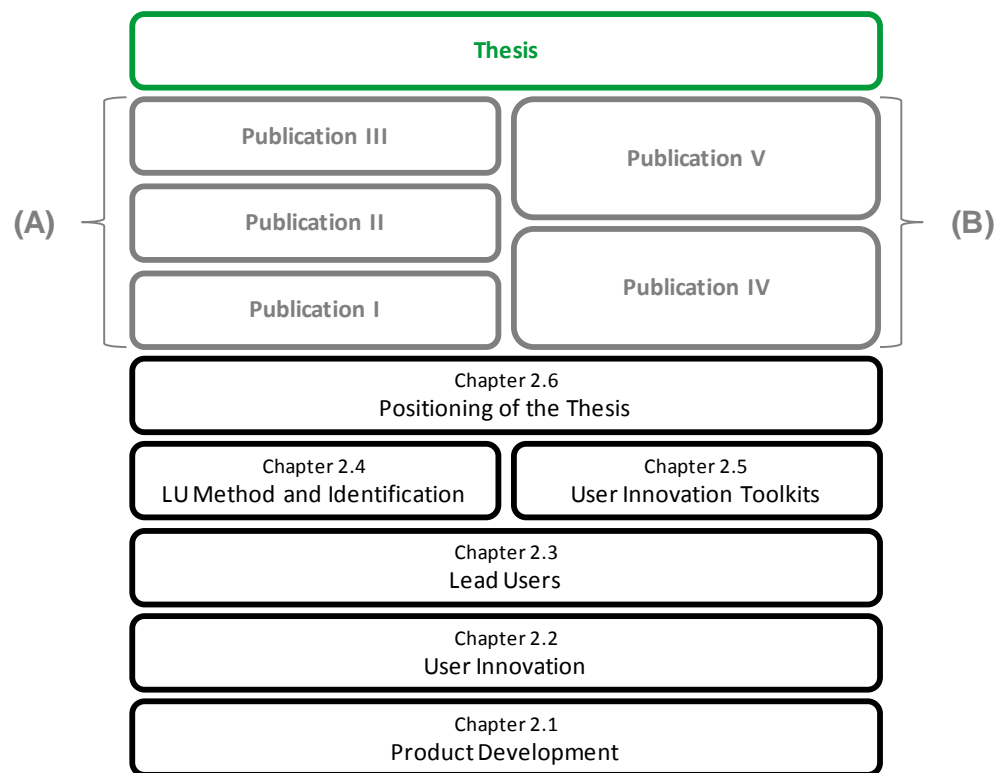 Thesis
(A)
Publication III
Publication II
Publication I
Publication V
Publication IV
(B)
Chapter 2.6
Positioning of the Thesis
Chapter 2.4
LU Method and Identification
Chapter 2.5
User Innovation Toolkits
Chapter 2.3
Lead Users
Chapter 2.2
User Innovation
Chapter 2.1
Product Development